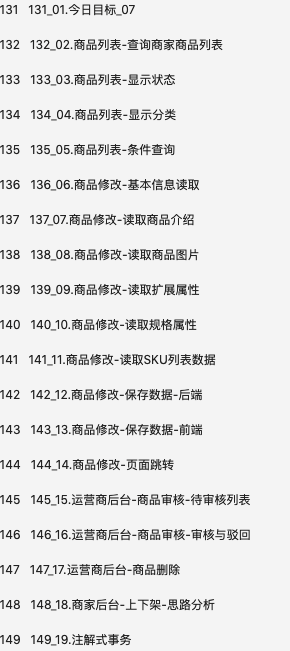 131 131_01.今日目标_07
132 132_02.商品列表-查询商家商品列表
133 133_03.商品列表-显示状态
134 134_04.商品列表-显示分类
135 135_05.商品列表-条件查询
136 136_06.商品修改-基本信息读取
137 137_07.商品修改-读取商品介绍
138 138_08.商品修改-读取商品图片
139 139_09.商品修改-读取扩展属性
140 140_10.商品修改-读取规格属性
141 141_11.商品修改-读取SKU列表数据
142 142_12.商品修改-保存数据-后端
143 143_13.商品修改-保存数据-前端
144 144_14.商品修改-页面跳转
145 145_15.运营商后台-商品审核-待审核列表
146 146_16.运营商后台-商品审核-审核与驳回
147 147_17.运营商后台-商品删除
148 148_18.商家后台-上下架-思路分析
149 149_19.注解式事务